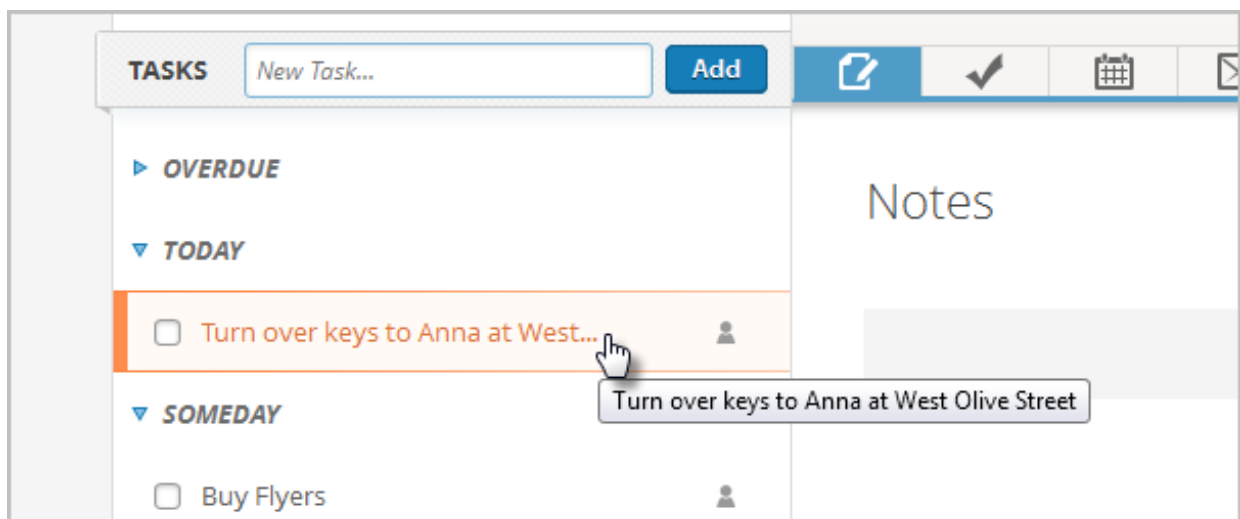 TASKS New Task... Add
OVERDUE
Notes
TODAY
Turn over keys to Anna at West...
Turn over keys to Anna at West Olive Street
SOMEDAY
Buy Flyers